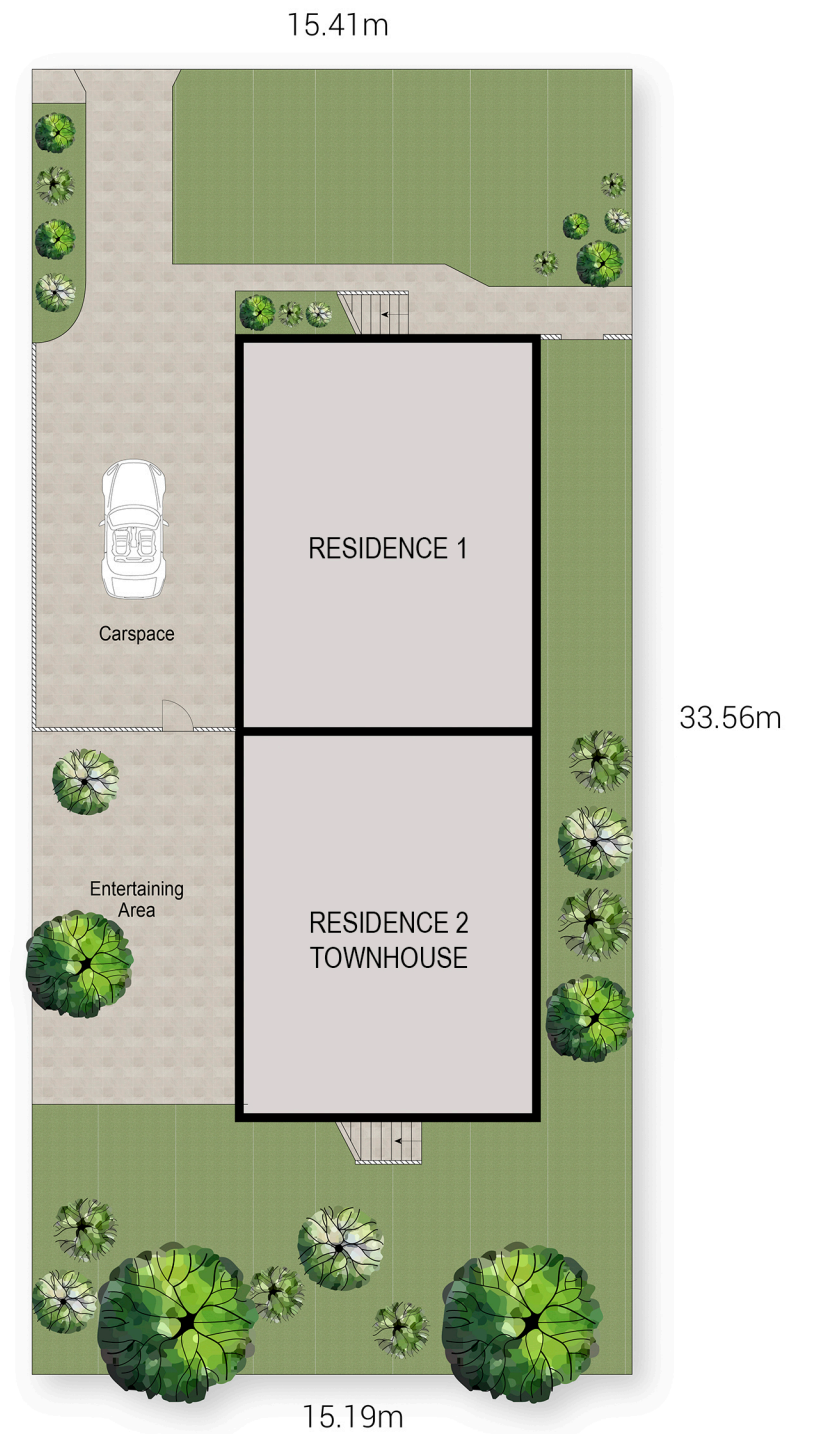 15.41m
RESIDENCE 1
Carspace
33.56m
Entertaining
Area
RESIDENCE 2
TOWNHOUSE
15.19m